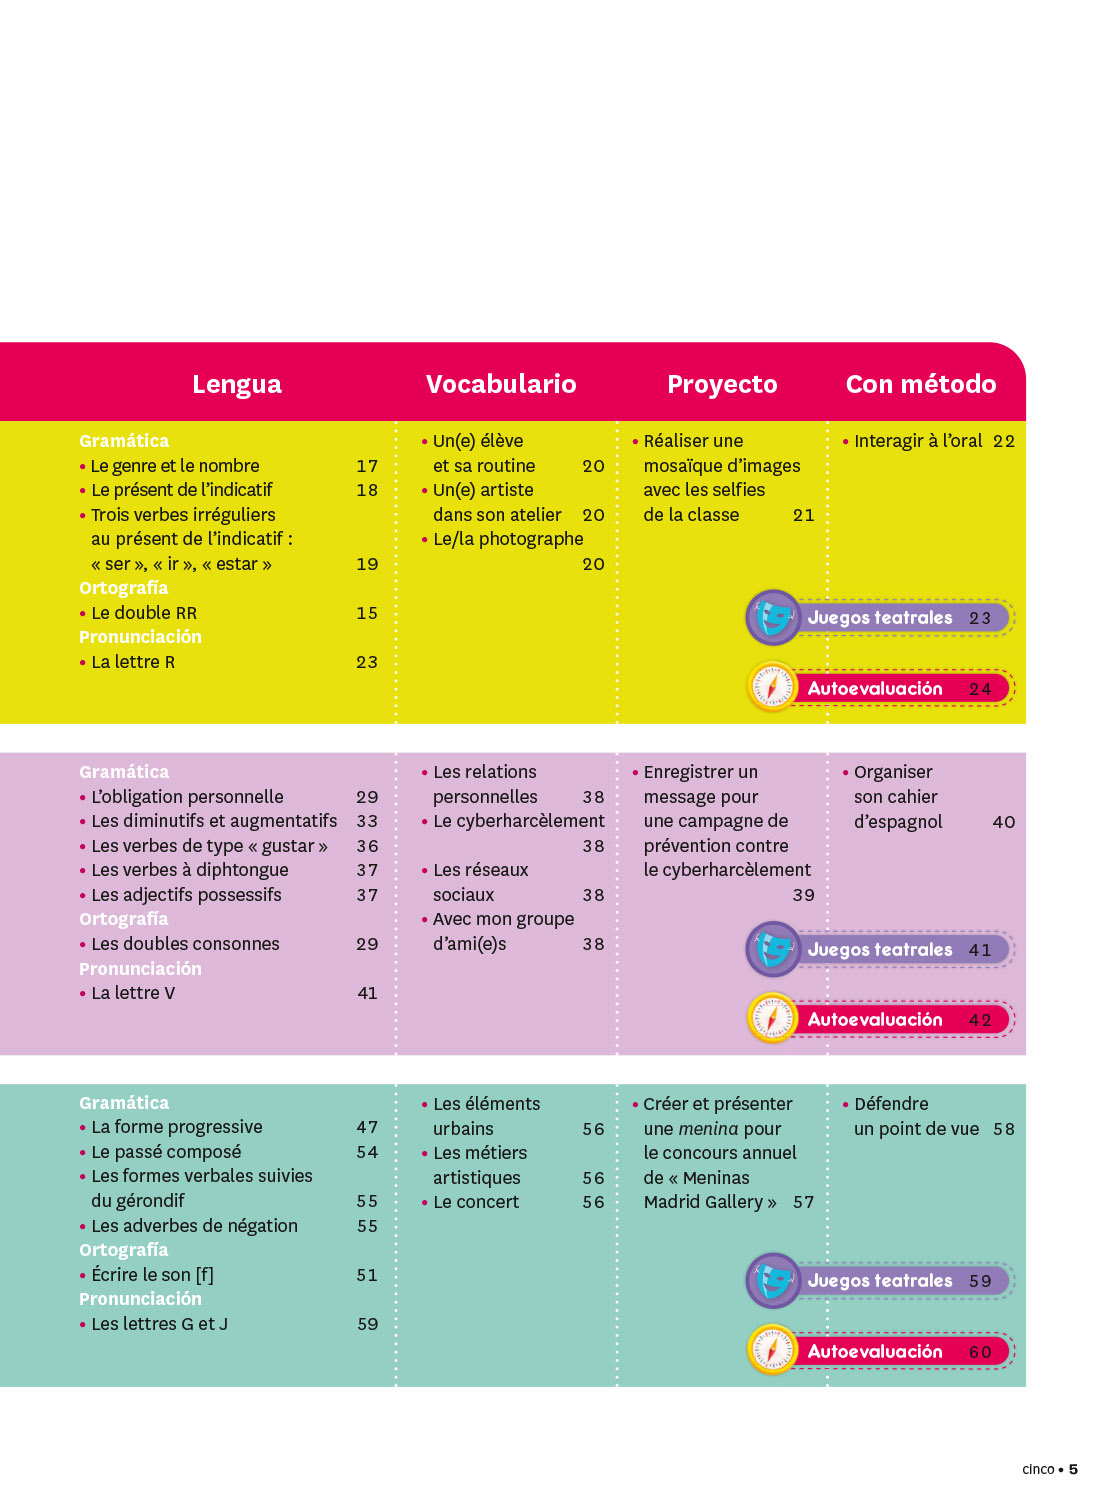 Lengua Vocabulario Proyecto Con método
Gramática
• Le genre et le nombre 17
• Le présent de l’indicatif 18
• Trois verbes irréguliers
au présent de l’indicatif :
« ser », « ir », « estar » 19
Ortografía
• Le double RR 15
Pronunciación
• La lettre R 23
• Un(e) élève
et sa routine 20
• Un(e) artiste
dans son atelier 20
• Le/la photographe
20
• Réaliser une
mosaïque d’images
avec les selfies
de la classe 21
• Interagir à l’oral 22
Juegos teatrales 23
Autoevaluación 24
Gramática
• L’obligation personnelle 29
• Les diminutifs et augmentatifs 33
• Les verbes de type « gustar » 36
• Les verbes à diphtongue 37
• Les adjectifs possessifs 37
Ortografía
• Les doubles consonnes 29
Pronunciación
• La lettre V 41
• Les relations
personnelles 38
• Le cyberharcèlement
38
• Les réseaux
sociaux 38
• Avec mon groupe
d’ami(e)s 38
• Enregistrer un
message pour
une campagne de
prévention contre
le cyberharcèlement
39
• Organiser
son cahier
d’espagnol 40
Juegos teatrales 41
Autoevaluación 42
Gramática
• La forme progressive 47
• Le passé composé 54
• Les formes verbales suivies
du gérondif 55
• Les adverbes de négation 55
Ortografía
• Écrire le son [f] 51
Pronunciación
• Les lettres G et J 59
• Les éléments
urbains 56
• Les métiers
artistiques 56
• Le concert 56
• Créer et présenter
une menina pour
le concours annuel
de « Meninas
Madrid Gallery » 57
• Défendre
un point de vue 58
Juegos teatrales 59
Autoevaluación 60
cinco • 5